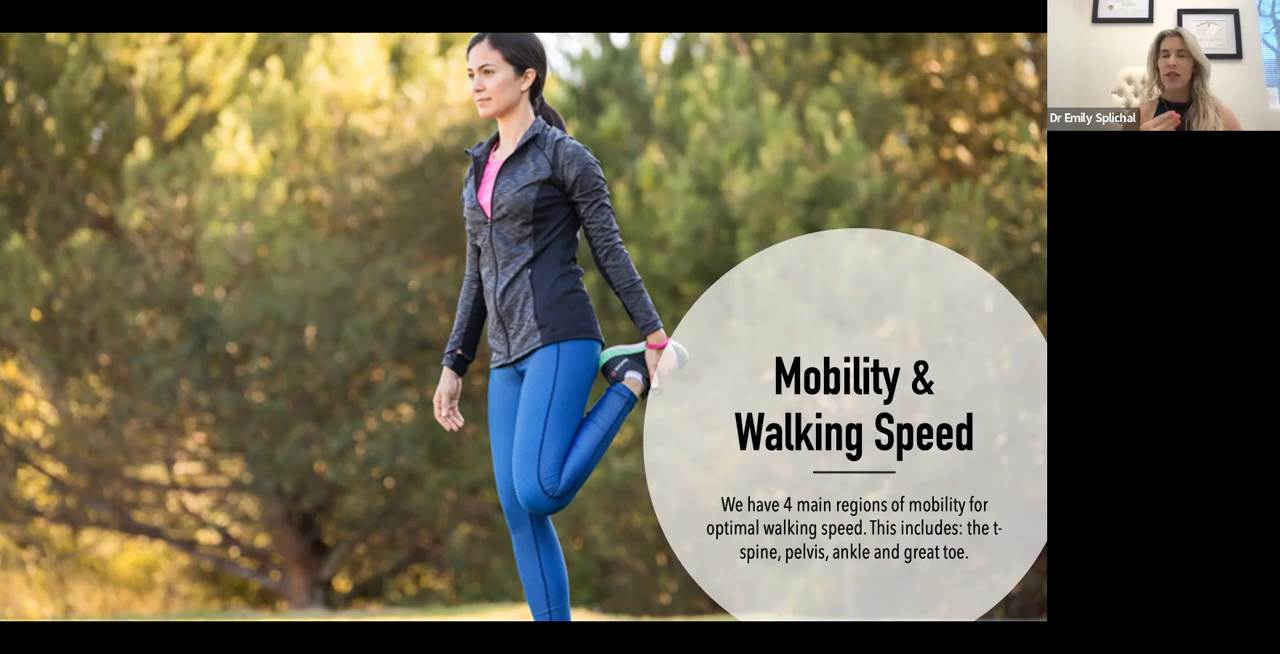 Dr Emily Splichal
Mobility &
Walking Speed
We have 4 main regions of mobility for
optimal walking speed. This includes: the t-
spine, pelvis, ankle and great toe.